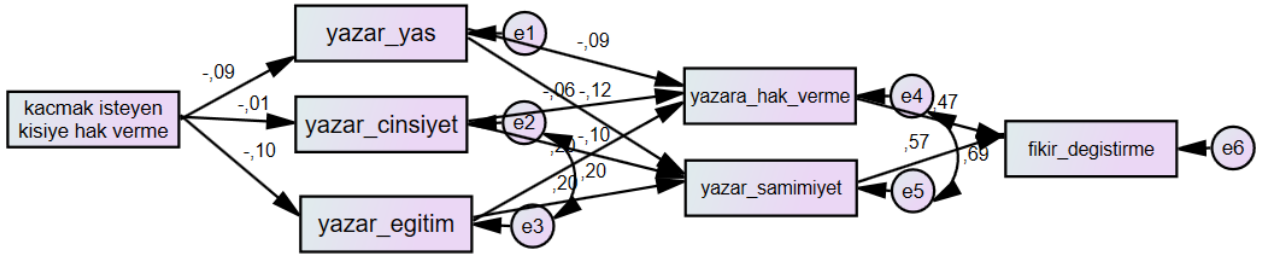 yazar_yas
e1
-,09
-,09
kacmak isteyen
kisiye hak verme
-,01
-,10
yazar_cinsiyet
e2
-,06
-,12
-,10
,20
,20
yazar_egitim
e3
yazara_hak_verme
e4
,47
yazar_samimiyet
e5
,57
,69
fikir_degistirme
e6